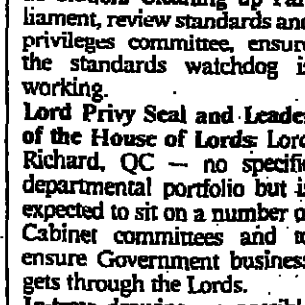 liament, review standards and
privileges committee, ensure
the standards watchdog is
working.
Lord Privy Seal and Leader
of the House of Lords: Lord
Richard, QC — no specific
departmental portfolio but is
expected to sit on a number of
Cabinet committees and to
ensure Government business
gets through the Lords.